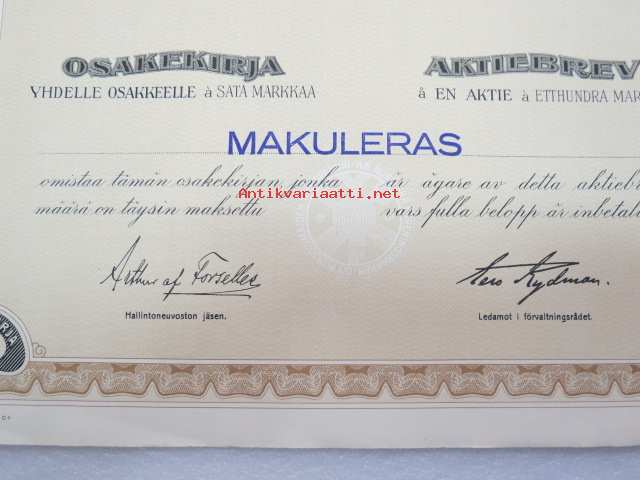 OSAKEKIRJA
YHDELLE OSAKKEELLE à SATA MARKKAA
AKTIEBREV
å EN AKTIE à ETTHUNDRA MAR
MAKULERAS
omistaa tämän osakekirjan, jonka
määrä on täysin maksettu
är ägare av detta aktieb
vars fulla belopp är inbetal
Antikvariaatti.net
Arthur af Forselles
Hallintoneuvoston jäsen.
Eero Rydman.
Ledamot i förvaltningsrådet.